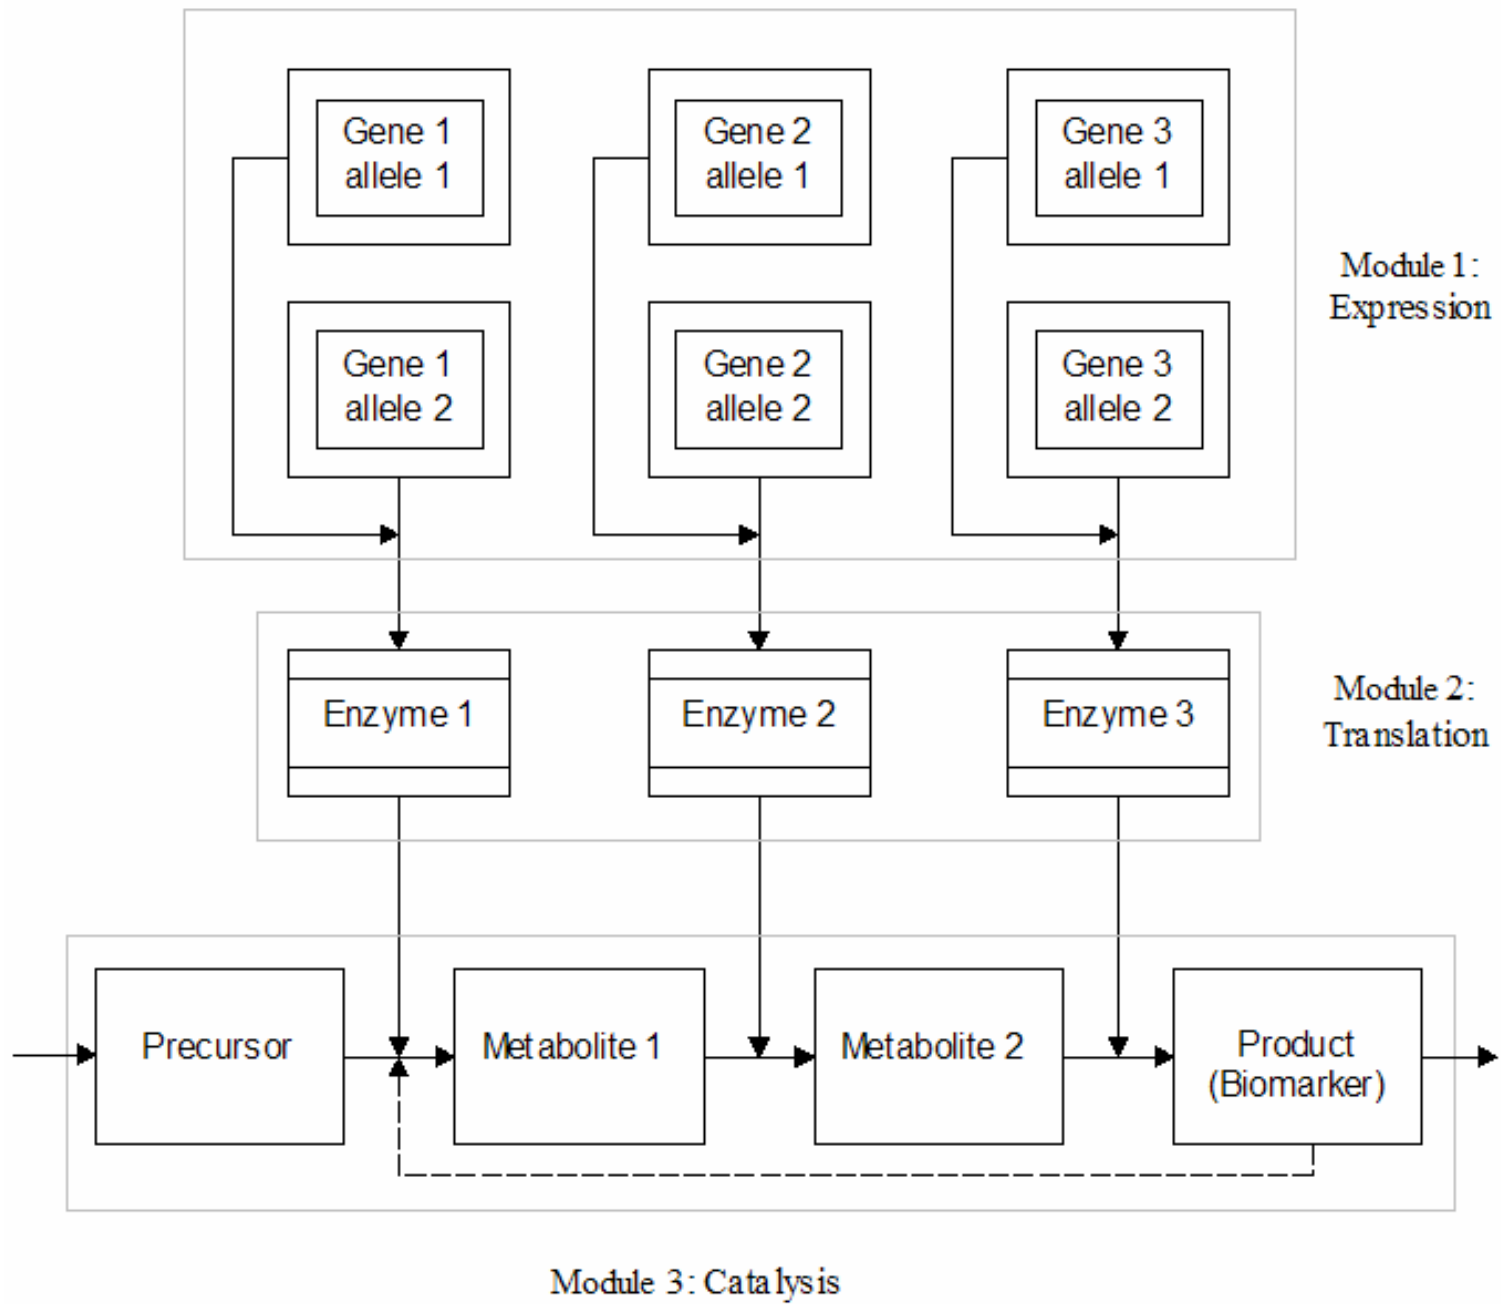 Gene 1
allele 1
Gene 2
allele 1
Gene 3
allele 1
Module 1:
Expression
Gene 1
allele 2
Gene 2
allele 2
Gene 3
allele 2
Enzyme 1
Enzyme 2
Enzyme 3
Module 2:
Translation
Precursor
Metabolite 1
Metabolite 2
Product
(Biomarker)
Module 3: Catalysis